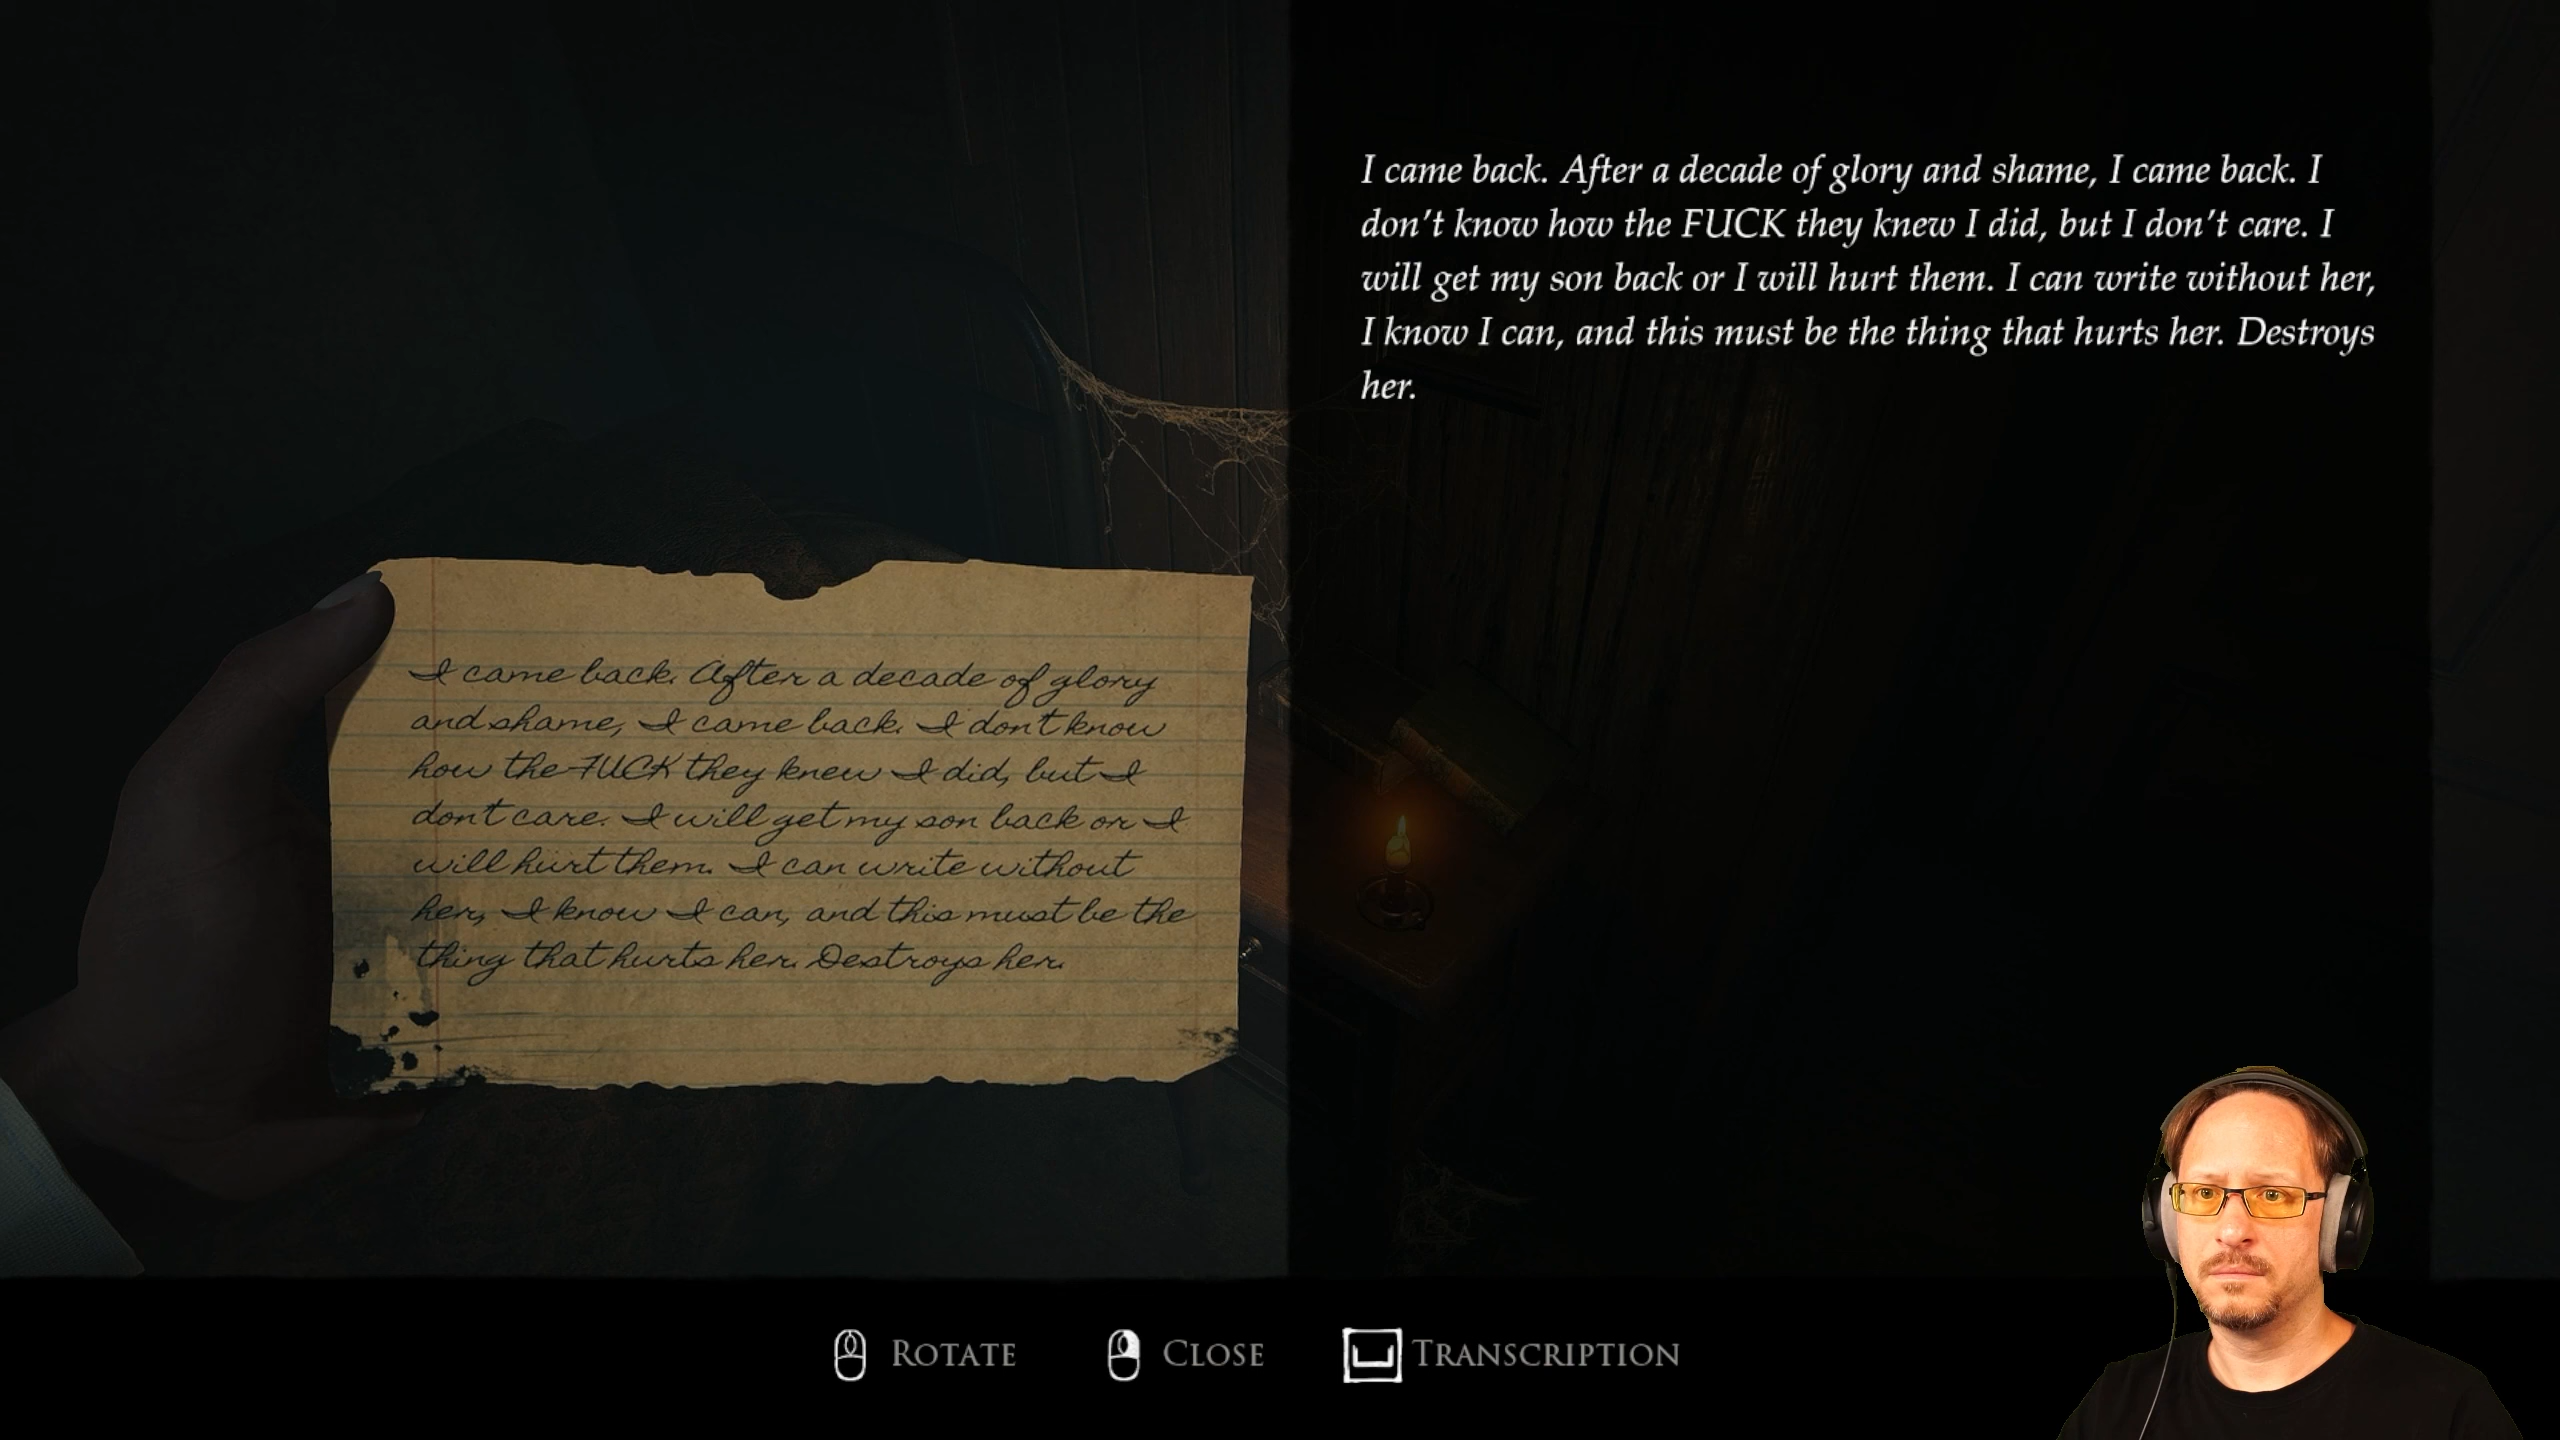 I came back. After a decade of glory and shame, I came back. I
don't know how the FUCK they knew I did, but I don't care. I
will get my son back or I will hurt them. I can write without her,
I know I can, and this must be the thing that hurts her. Destroys
her.
I came back. After a decade of glory
and shame, I came back. I don't know
how the FUCK they knew I did, but I
don't care. I will get my son back or I
will hurt them. I can write without
her, I know I can, and this must be the
thing that hurts her. Destroys her.
ROTATE CLOSE TRANSCRIPTION